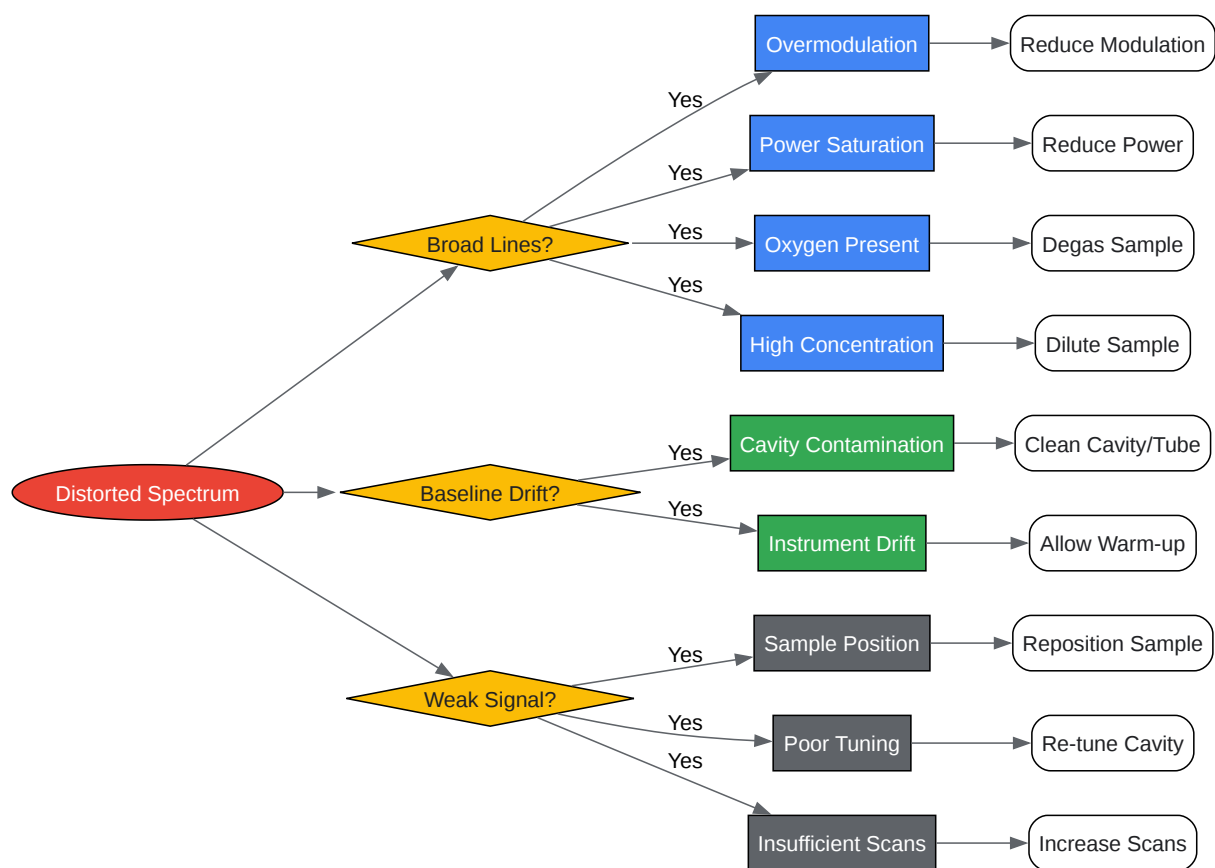 Distorted Spectrum
Broad Lines?
Yes
Overmodulation
Reduce Modulation
Yes
Power Saturation
Reduce Power
Yes
Oxygen Present
Degas Sample
Yes
High Concentration
Dilute Sample
Baseline Drift?
Yes
Cavity Contamination
Clean Cavity/Tube
Yes
Instrument Drift
Allow Warm-up
Weak Signal?
Yes
Sample Position
Reposition Sample
Yes
Poor Tuning
Re-tune Cavity
Yes
Insufficient Scans
Increase Scans